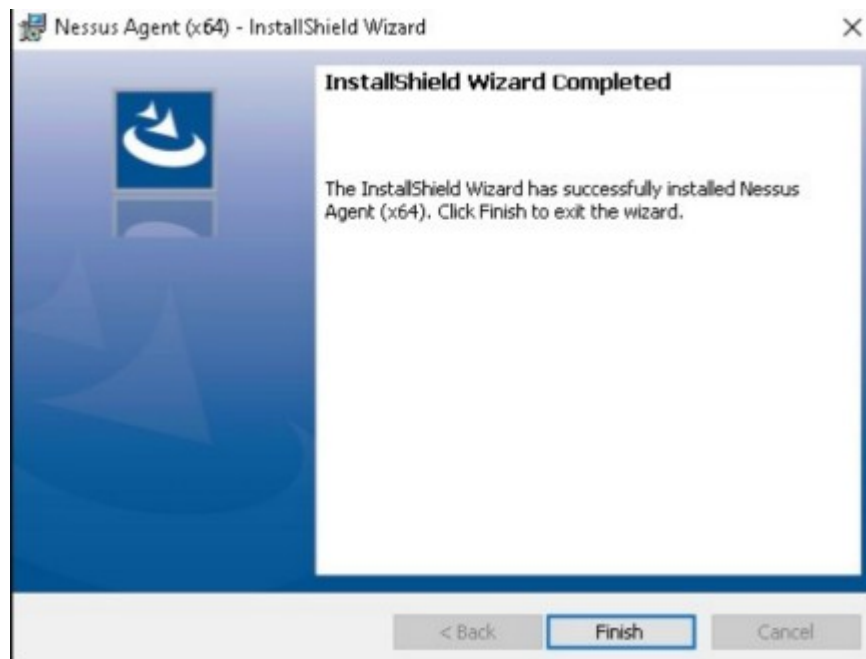 Nessus Agent (x64) - InstallShield Wizard
InstallShield Wizard Completed
The InstallShield Wizard has successfully installed Nessus
Agent (x64). Click Finish to exit the wizard.
< Back Finish Cancel